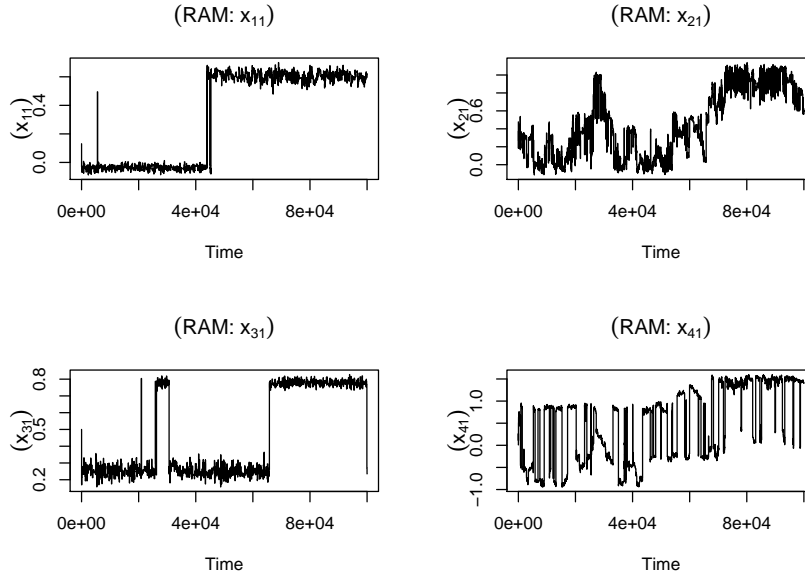 (RAM: x11)
(x11)
0.0 0.4
0e+00 4e+04 8e+04
Time
(RAM: x21)
(x21)
0.0 0.6
0e+00 4e+04 8e+04
Time
(RAM: x31)
(x31)
0.2 0.5 0.8
0e+00 4e+04 8e+04
Time
(RAM: x41)
(x41)
−1.0 0.0 1.0
0e+00 4e+04 8e+04
Time